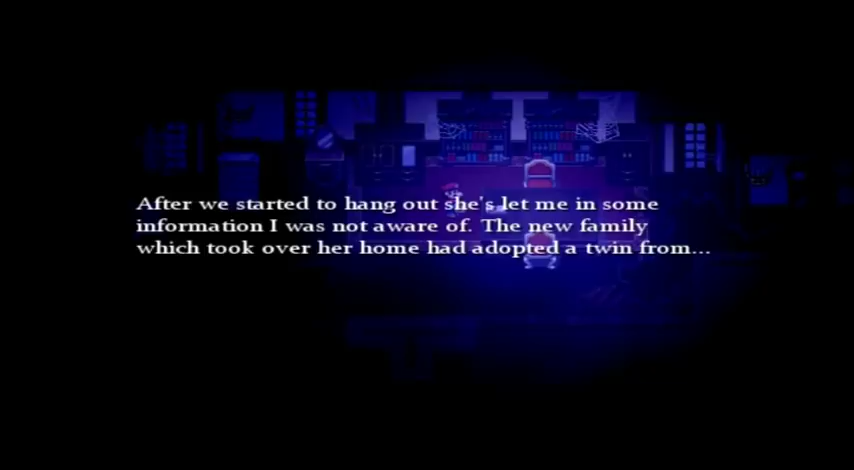 After we started to hang out she's let me in some
information I was not aware of. The new family
which took over her home had adopted a twin from...